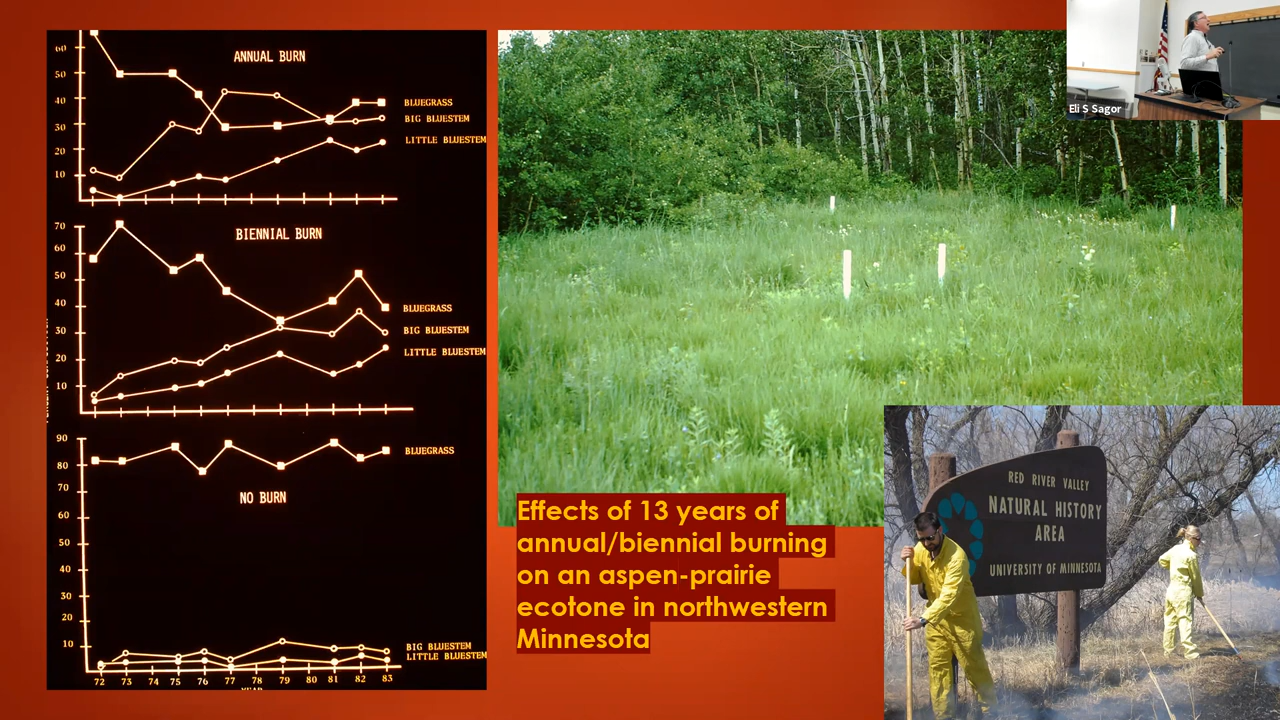 ANNUAL BURN
60
50
40
30
20
10
BLUEGRASS
BIG BLUESTEM
LITTLE BLUESTEM
BIENNIAL BURN
70
60
50
40
30
20
10
BLUEGRASS
BIG BLUESTEM
LITTLE BLUESTEM
NO BURN
90
80
70
60
50
40
30
20
10
BLUEGRASS
BIG BLUESTEM
LITTLE BLUESTEM
72 73 74 75 76 77 78 79 80 81 82 83
Effects of 13 years of
annual/biennial burning
on an aspen-prairie
ecotone in northwestern
Minnesota
Eli S Sagor
RED RIVER VALLEY
NATURAL HISTORY
AREA
UNIVERSITY OF MINNESOTA